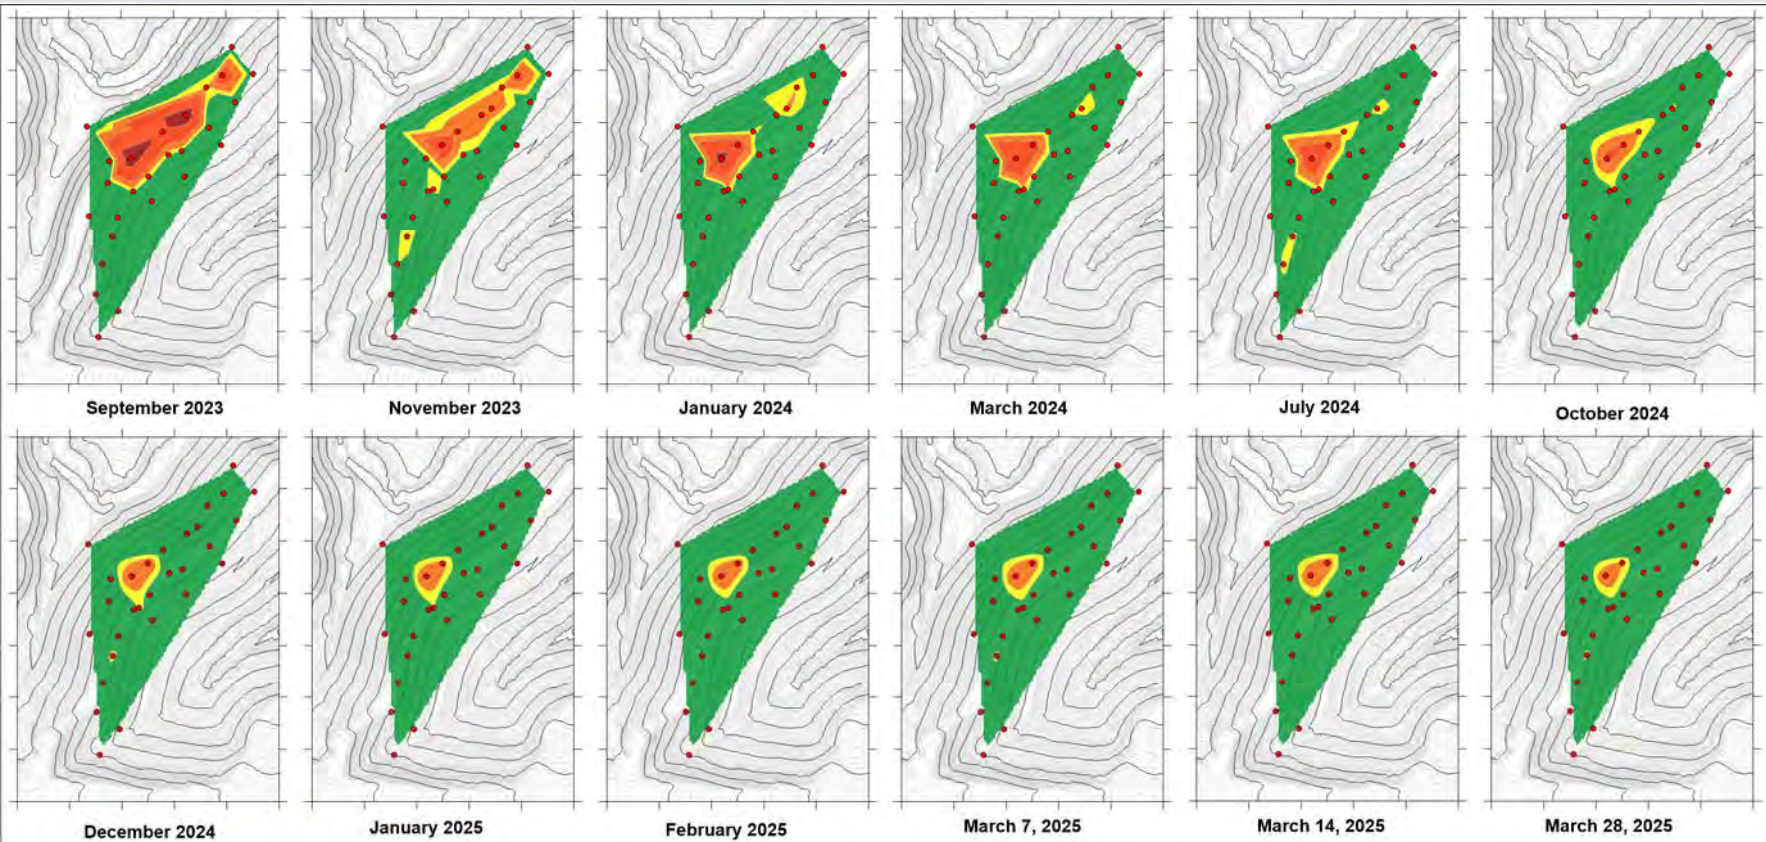 September 2023
November 2023
January 2024
March 2024
July 2024
October 2024
December 2024
January 2025
February 2025
March 7, 2025
March 14, 2025
March 28, 2025